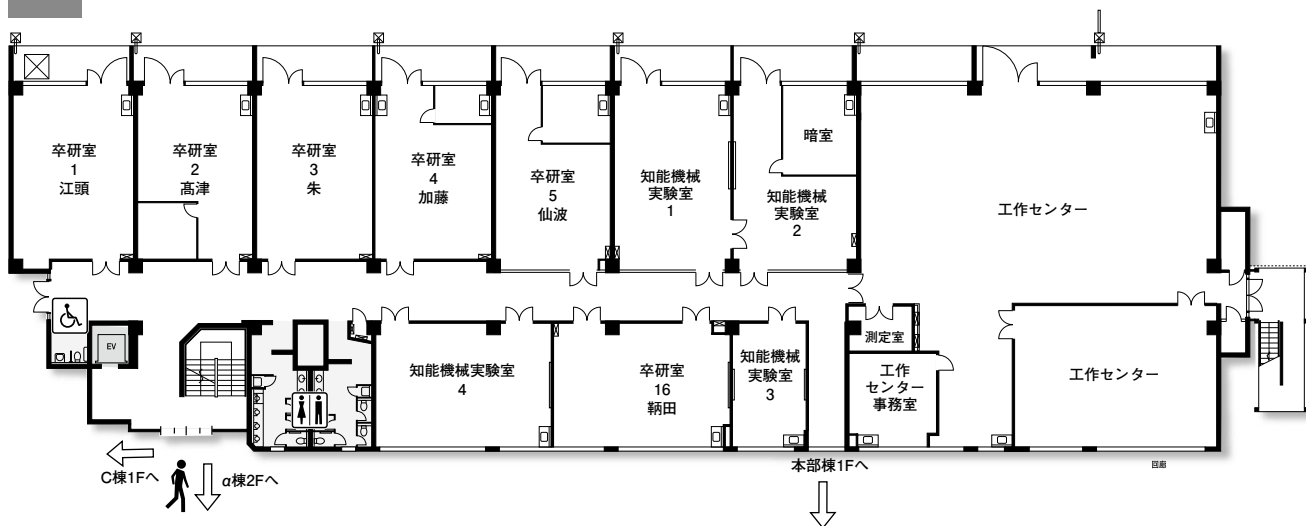 卒研室
1
江頭
卒研室
2
髙津
卒研室
3
朱
卒研室
4
加藤
卒研室
5
仙波
知能機械
実験室
1
暗室
知能機械
実験室
2
工作センター
EV
知能機械実験室
4
卒研室
16
鞆田
知能機械
実験室
3
測定室
工作
センター
事務室
工作センター
C棟1Fへ
α棟2Fへ
本部棟1Fへ
回廊